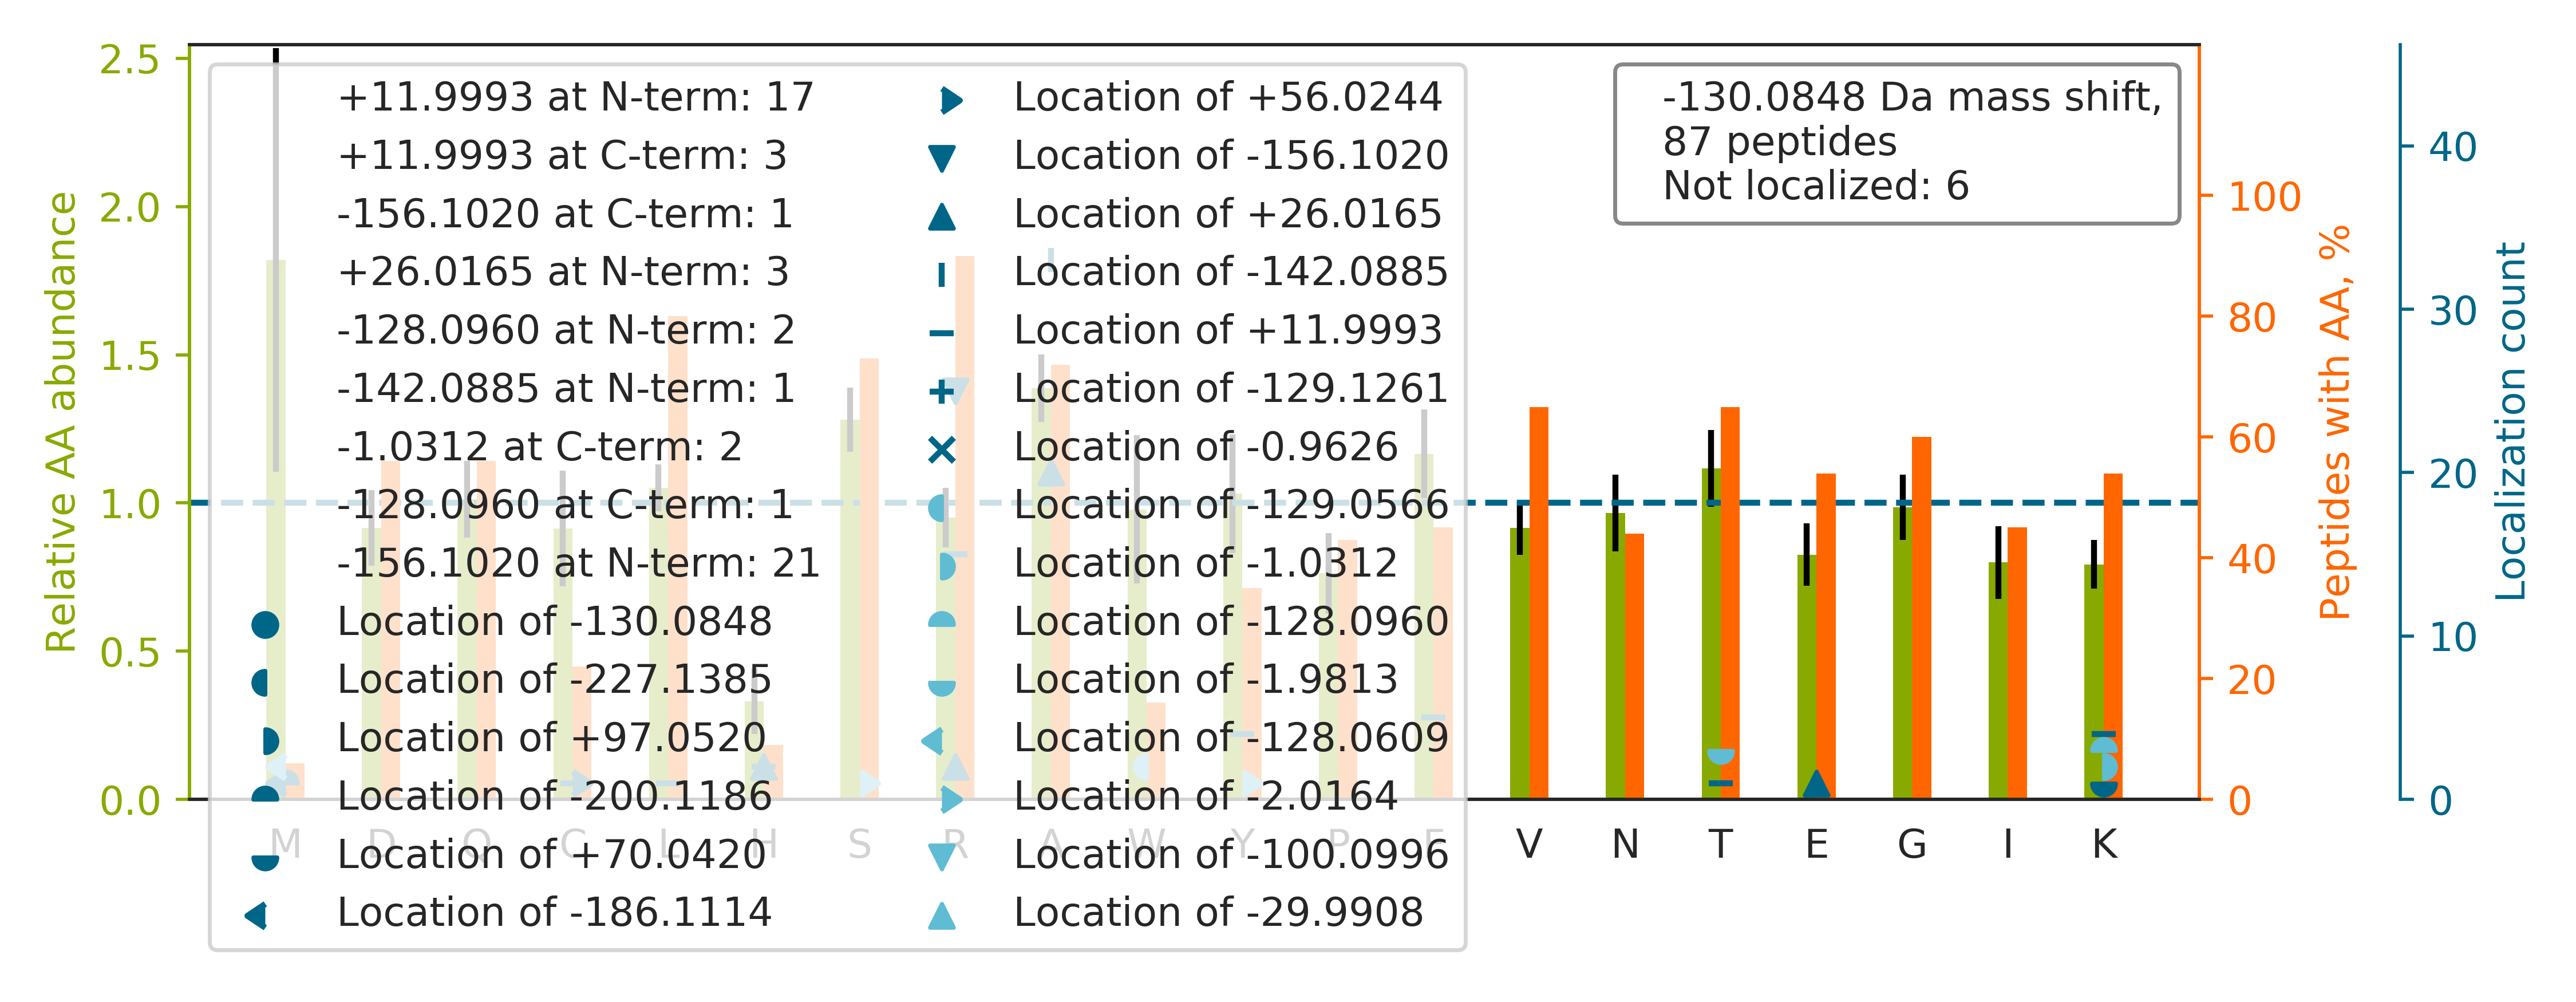 Relative AA abundance
2.5
2.0
1.5
1.0
0.5
0.0
+11.9993 at N-term: 17
+11.9993 at C-term: 3
-156.1020 at C-term: 1
+26.0165 at N-term: 3
-128.0960 at N-term: 2
-142.0885 at N-term: 1
-1.0312 at C-term: 2
-128.0960 at C-term: 1
-156.1020 at N-term: 21
Location of -130.0848
Location of -227.1385
Location of +97.0520
Location of -200.1186
Location of +70.0420
Location of -186.1114
Location of +56.0244
Location of -156.1020
Location of +26.0165
Location of -142.0885
Location of +11.9993
Location of -129.1261
Location of -0.9626
Location of -129.0566
Location of -1.0312
Location of -128.0960
Location of -1.9813
Location of -128.0609
Location of -2.0164
Location of -100.0996
Location of -29.9908
-130.0848 Da mass shift,
87 peptides
Not localized: 6
M D Q C L H S R A W Y P F V N T E G I K
100
80
60
40
20
0
Peptides with AA, %
40
30
20
10
0
Localization count